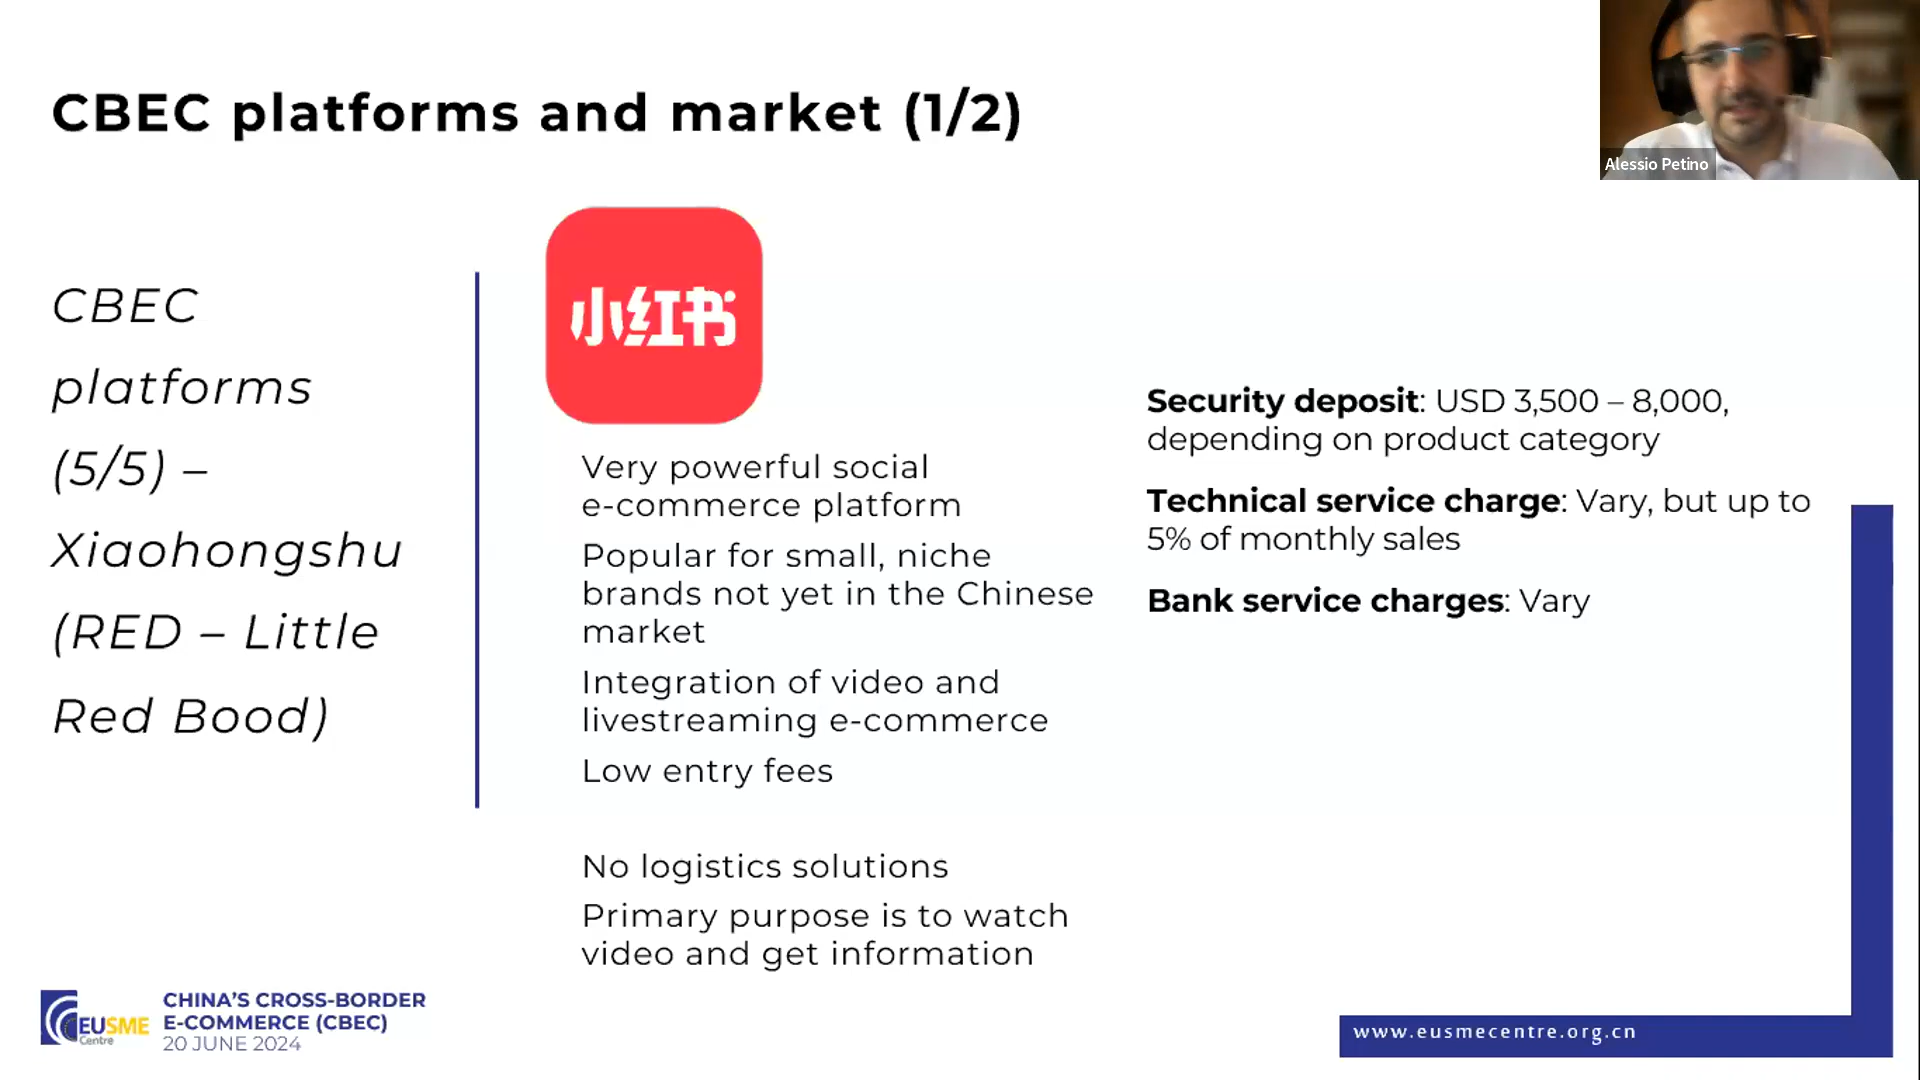 CBEC platforms and market (1/2)
Alessio Petino
CBEC
platforms
(5/5) –
Xiaohongshu
(RED – Little
Red Bood)
小红书
Very powerful social
e-commerce platform
Popular for small, niche
brands not yet in the Chinese
market
Integration of video and
livestreaming e-commerce
Low entry fees
No logistics solutions
Primary purpose is to watch
video and get information
Security deposit: USD 3,500 – 8,000,
depending on product category
Technical service charge: Vary, but up to
5% of monthly sales
Bank service charges: Vary
EUSME
Centre
CHINA'S CROSS-BORDER
E-COMMERCE (CBEC)
20 JUNE 2024
www.eusmecentre.org.cn